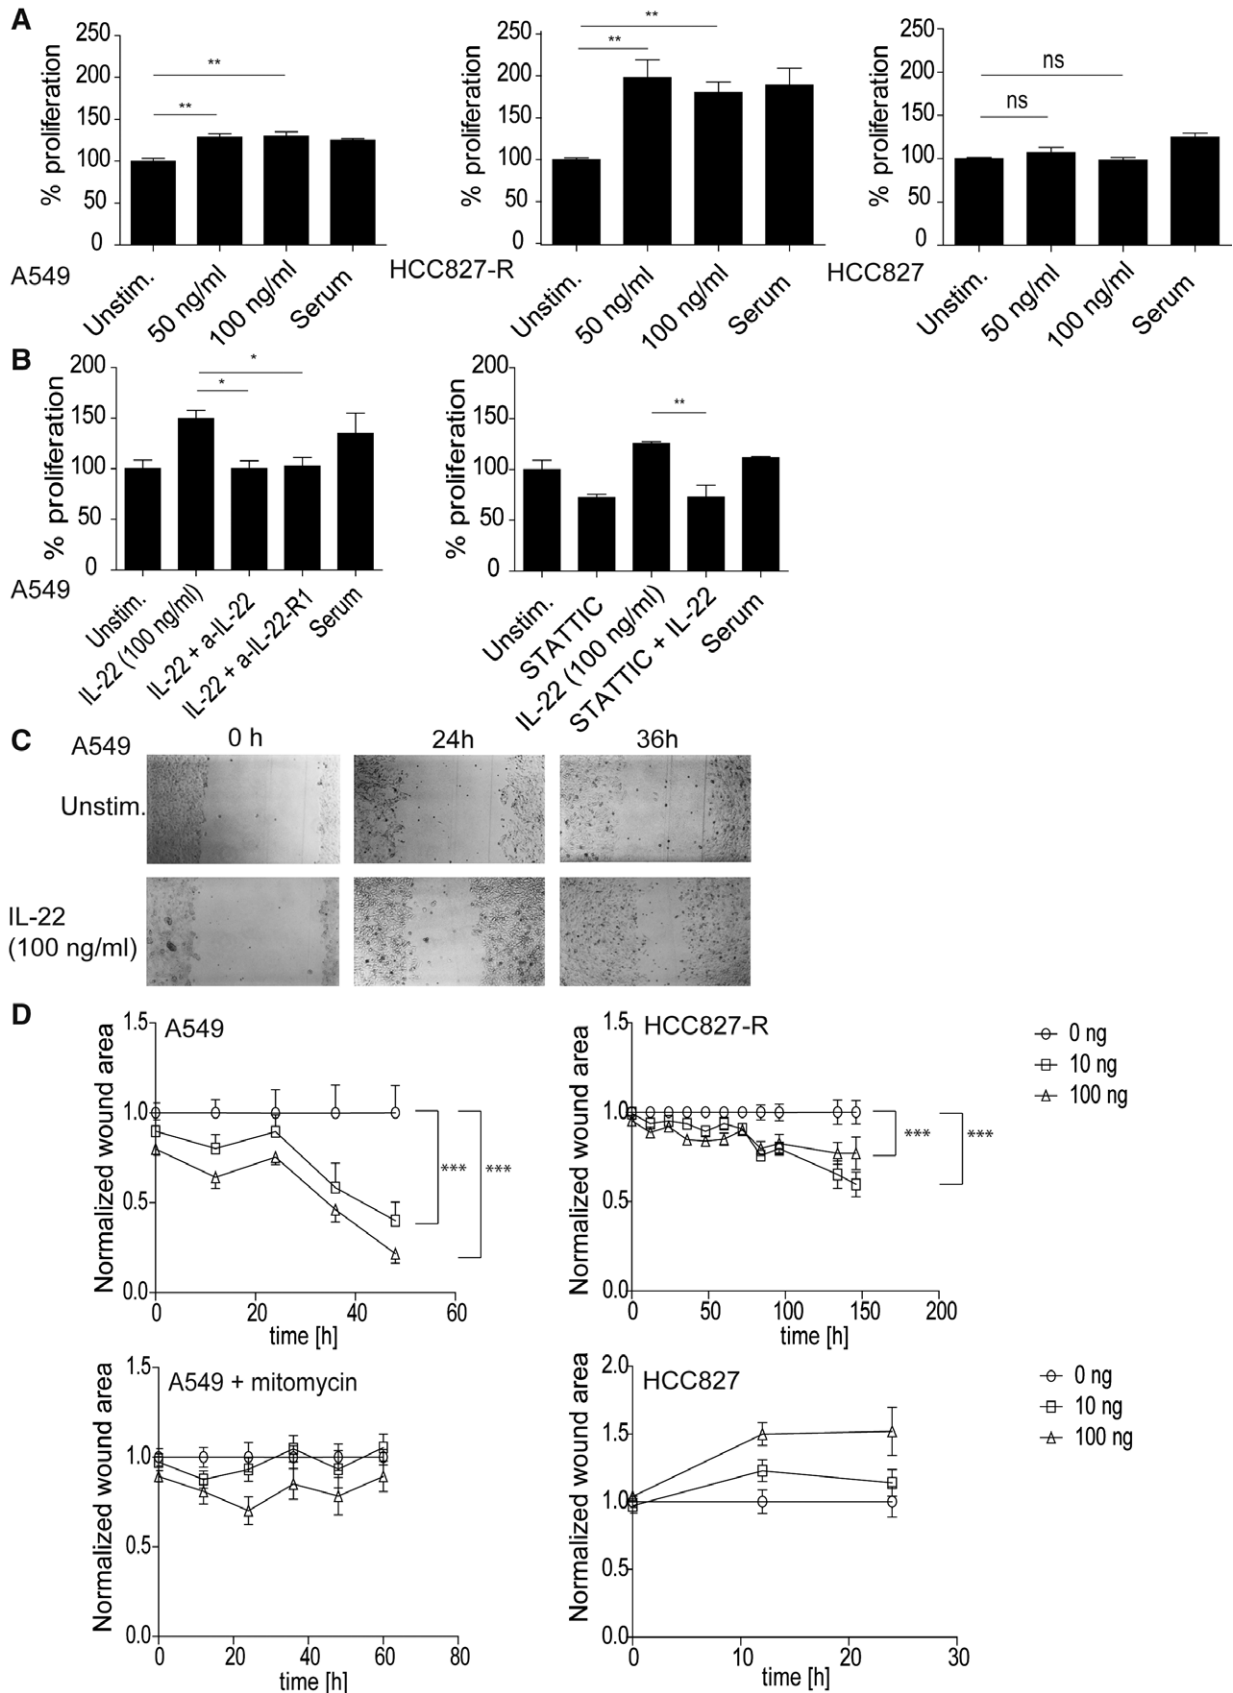 A
% proliferation
250
200
150
100
50
0
**
**
A549
Unstim.
50 ng/ml
100 ng/ml
Serum
% proliferation
250
200
150
100
50
0
**
**
HCC827-R
Unstim.
50 ng/ml
100 ng/ml
Serum
% proliferation
250
200
150
100
50
0
ns
ns
HCC827
Unstim.
50 ng/ml
100 ng/ml
Serum
B
% proliferation
200
150
100
50
0
*
*
A549
Unstim.
IL-22 (100 ng/ml)
IL-22 + a-IL-22
IL-22 + a-IL-22-R1
Serum
% proliferation
200
150
100
50
0
**
Unstim.
STATTIC
IL-22 (100 ng/ml)
STATTIC + IL-22
Serum
C
A549
0 h
24h
36h
Unstim.
IL-22
(100 ng/ml)
D
A549
Normalized wound area
1.5
1.0
0.5
0.0
0
20
40
60
time [h]
***
***
HCC827-R
Normalized wound area
1.5
1.0
0.5
0.0
0
50
100
150
200
time [h]
***
***
0 ng
10 ng
100 ng
A549 + mitomycin
Normalized wound area
1.5
1.0
0.5
0.0
0
20
40
60
80
time [h]
HCC827
Normalized wound area
2.0
1.5
1.0
0.5
0.0
0
10
20
30
time [h]
0 ng
10 ng
100 ng